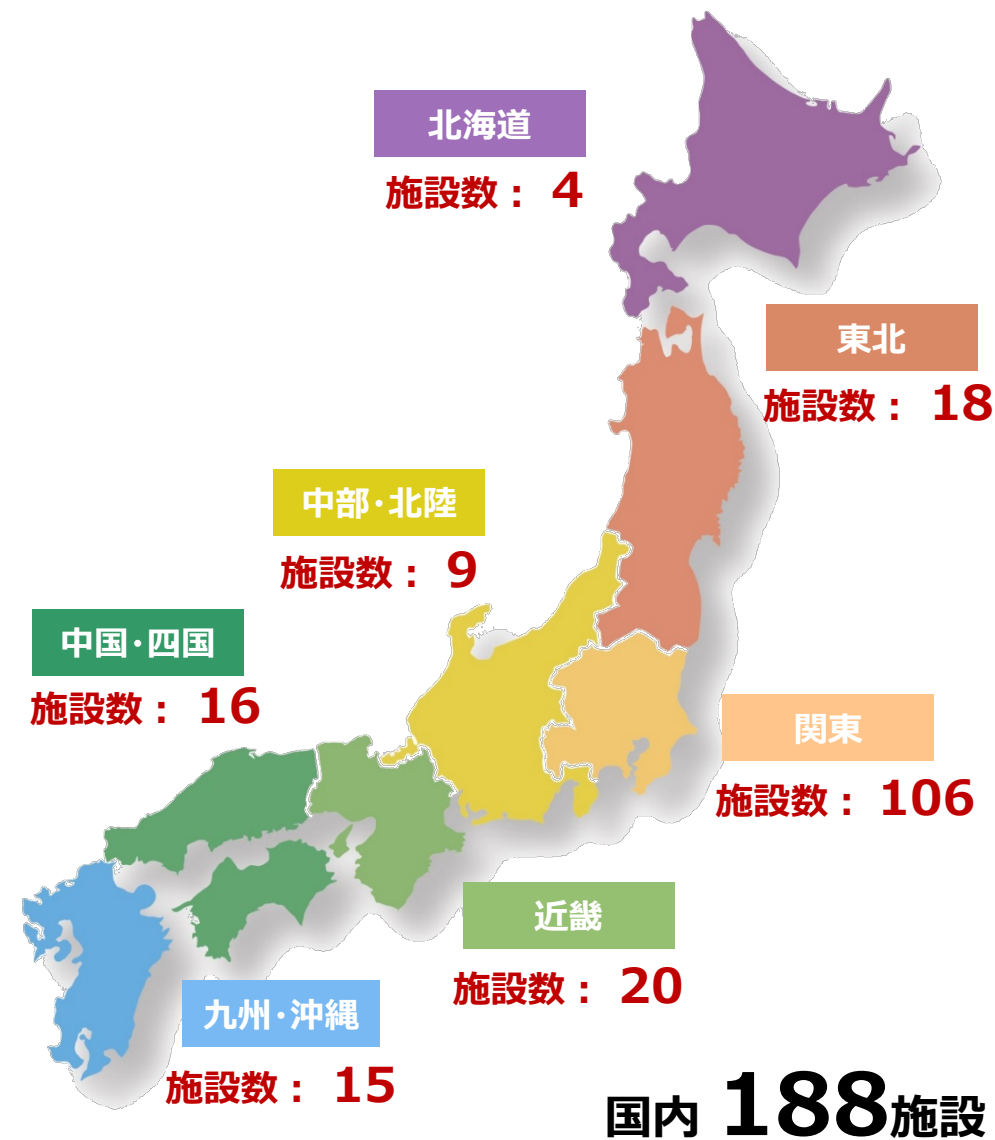 北海道
施設数： 4
東北
施設数： 18
中部･北陸
施設数： 9
中国･四国
施設数： 16
関東
施設数： 106
近畿
施設数： 20
九州･沖縄
施設数： 15
国内 188施設